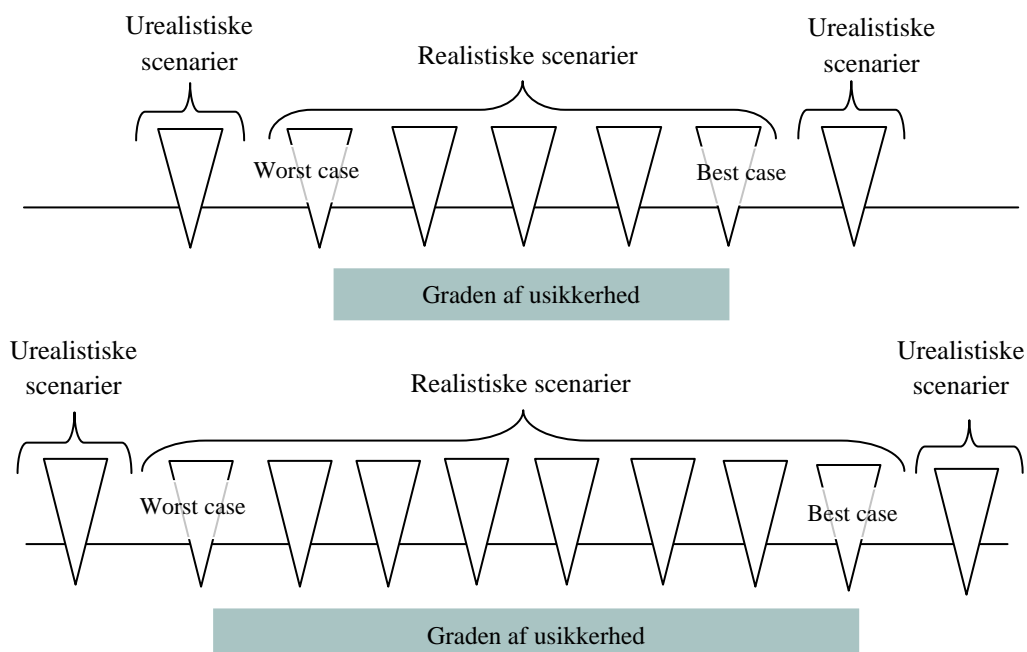 Urealistiske
scenarier
Realistiske scenarier
Urealistiske
scenarier
Worst case
Best case
Graden af usikkerhed
Urealistiske
scenarier
Realistiske scenarier
Urealistiske
scenarier
Worst case
Best case
Graden af usikkerhed